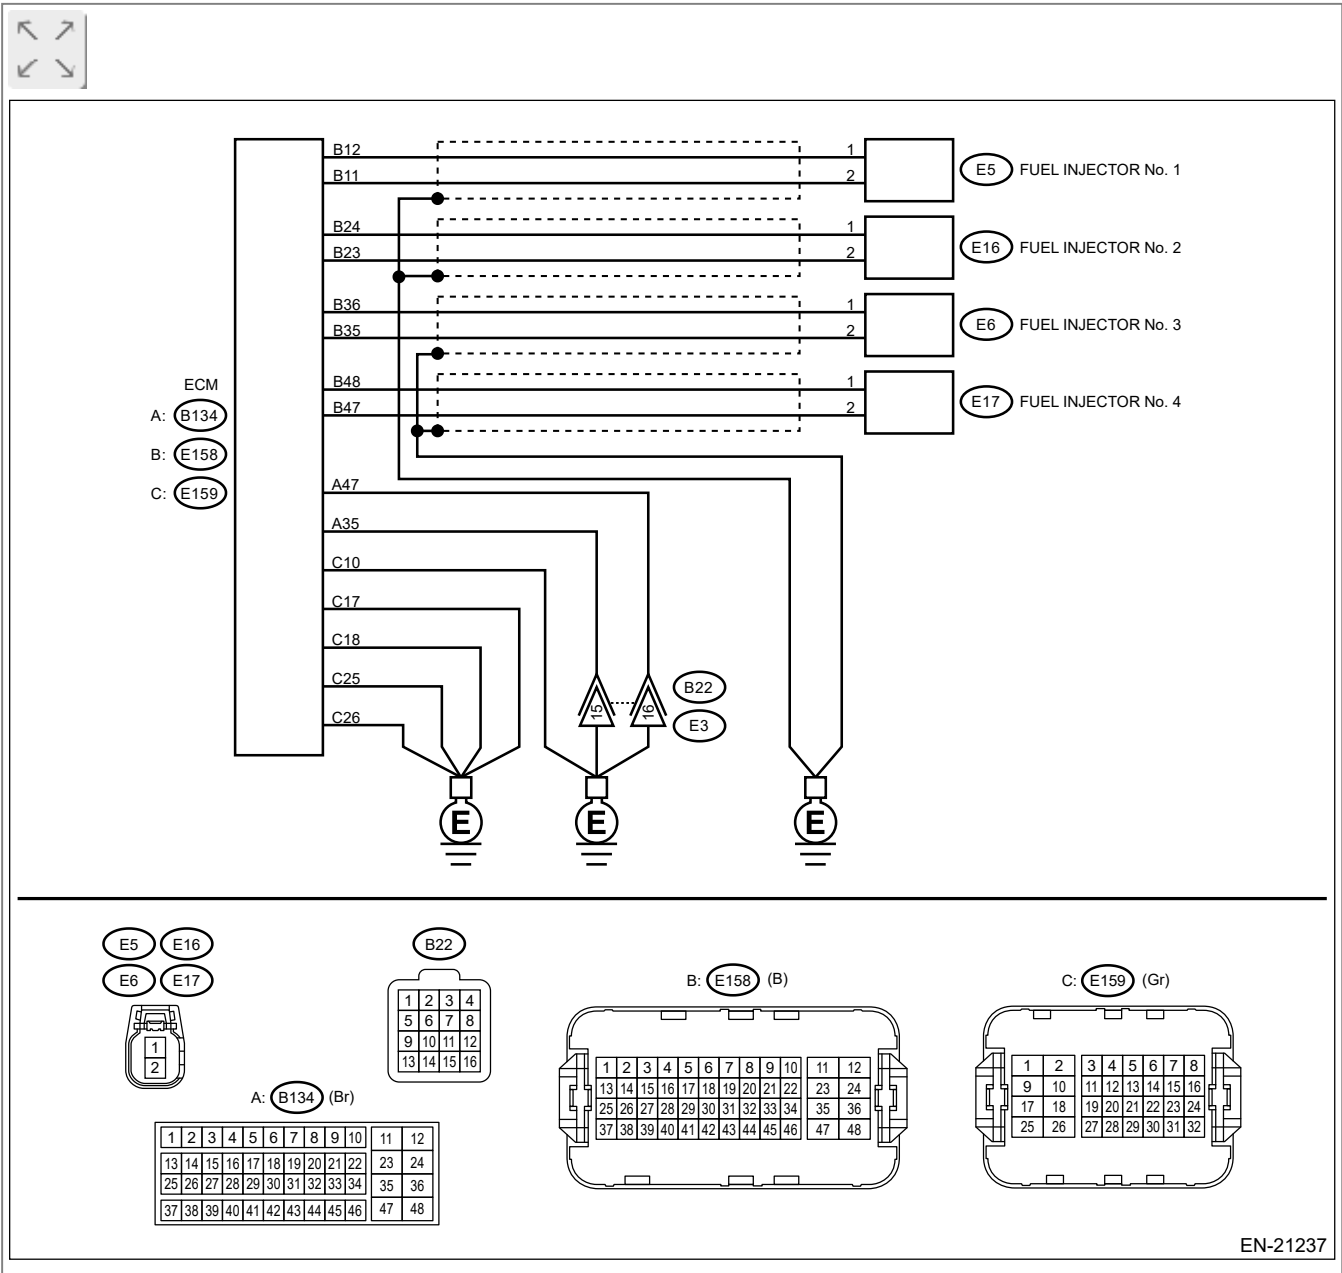 B12 1
B11 2
E5 FUEL INJECTOR No. 1
B24 1
B23 2
E16 FUEL INJECTOR No. 2
B36 1
B35 2
E6 FUEL INJECTOR No. 3
B48 1
B47 2
E17 FUEL INJECTOR No. 4
ECM
A: B134
B: E158
C: E159
A47
A35
C10
C17
C18
C25
C26
15 16
B22
E3
E E E
E5 E16
E6 E17
1
2
B22
1 2 3 4
5 6 7 8
9 10 11 12
13 14 15 16
A: B134 (Br)
1 2 3 4 5 6 7 8 9 10 11 12
13 14 15 16 17 18 19 20 21 22 23 24
25 26 27 28 29 30 31 32 33 34 35 36
37 38 39 40 41 42 43 44 45 46 47 48
B: E158 (B)
1 2 3 4 5 6 7 8 9 10 11 12
13 14 15 16 17 18 19 20 21 22 23 24
25 26 27 28 29 30 31 32 33 34 35 36
37 38 39 40 41 42 43 44 45 46 47 48
C: E159 (Gr)
1 2 3 4 5 6 7 8
9 10 11 12 13 14 15 16
17 18 19 20 21 22 23 24
25 26 27 28 29 30 31 32
EN-21237